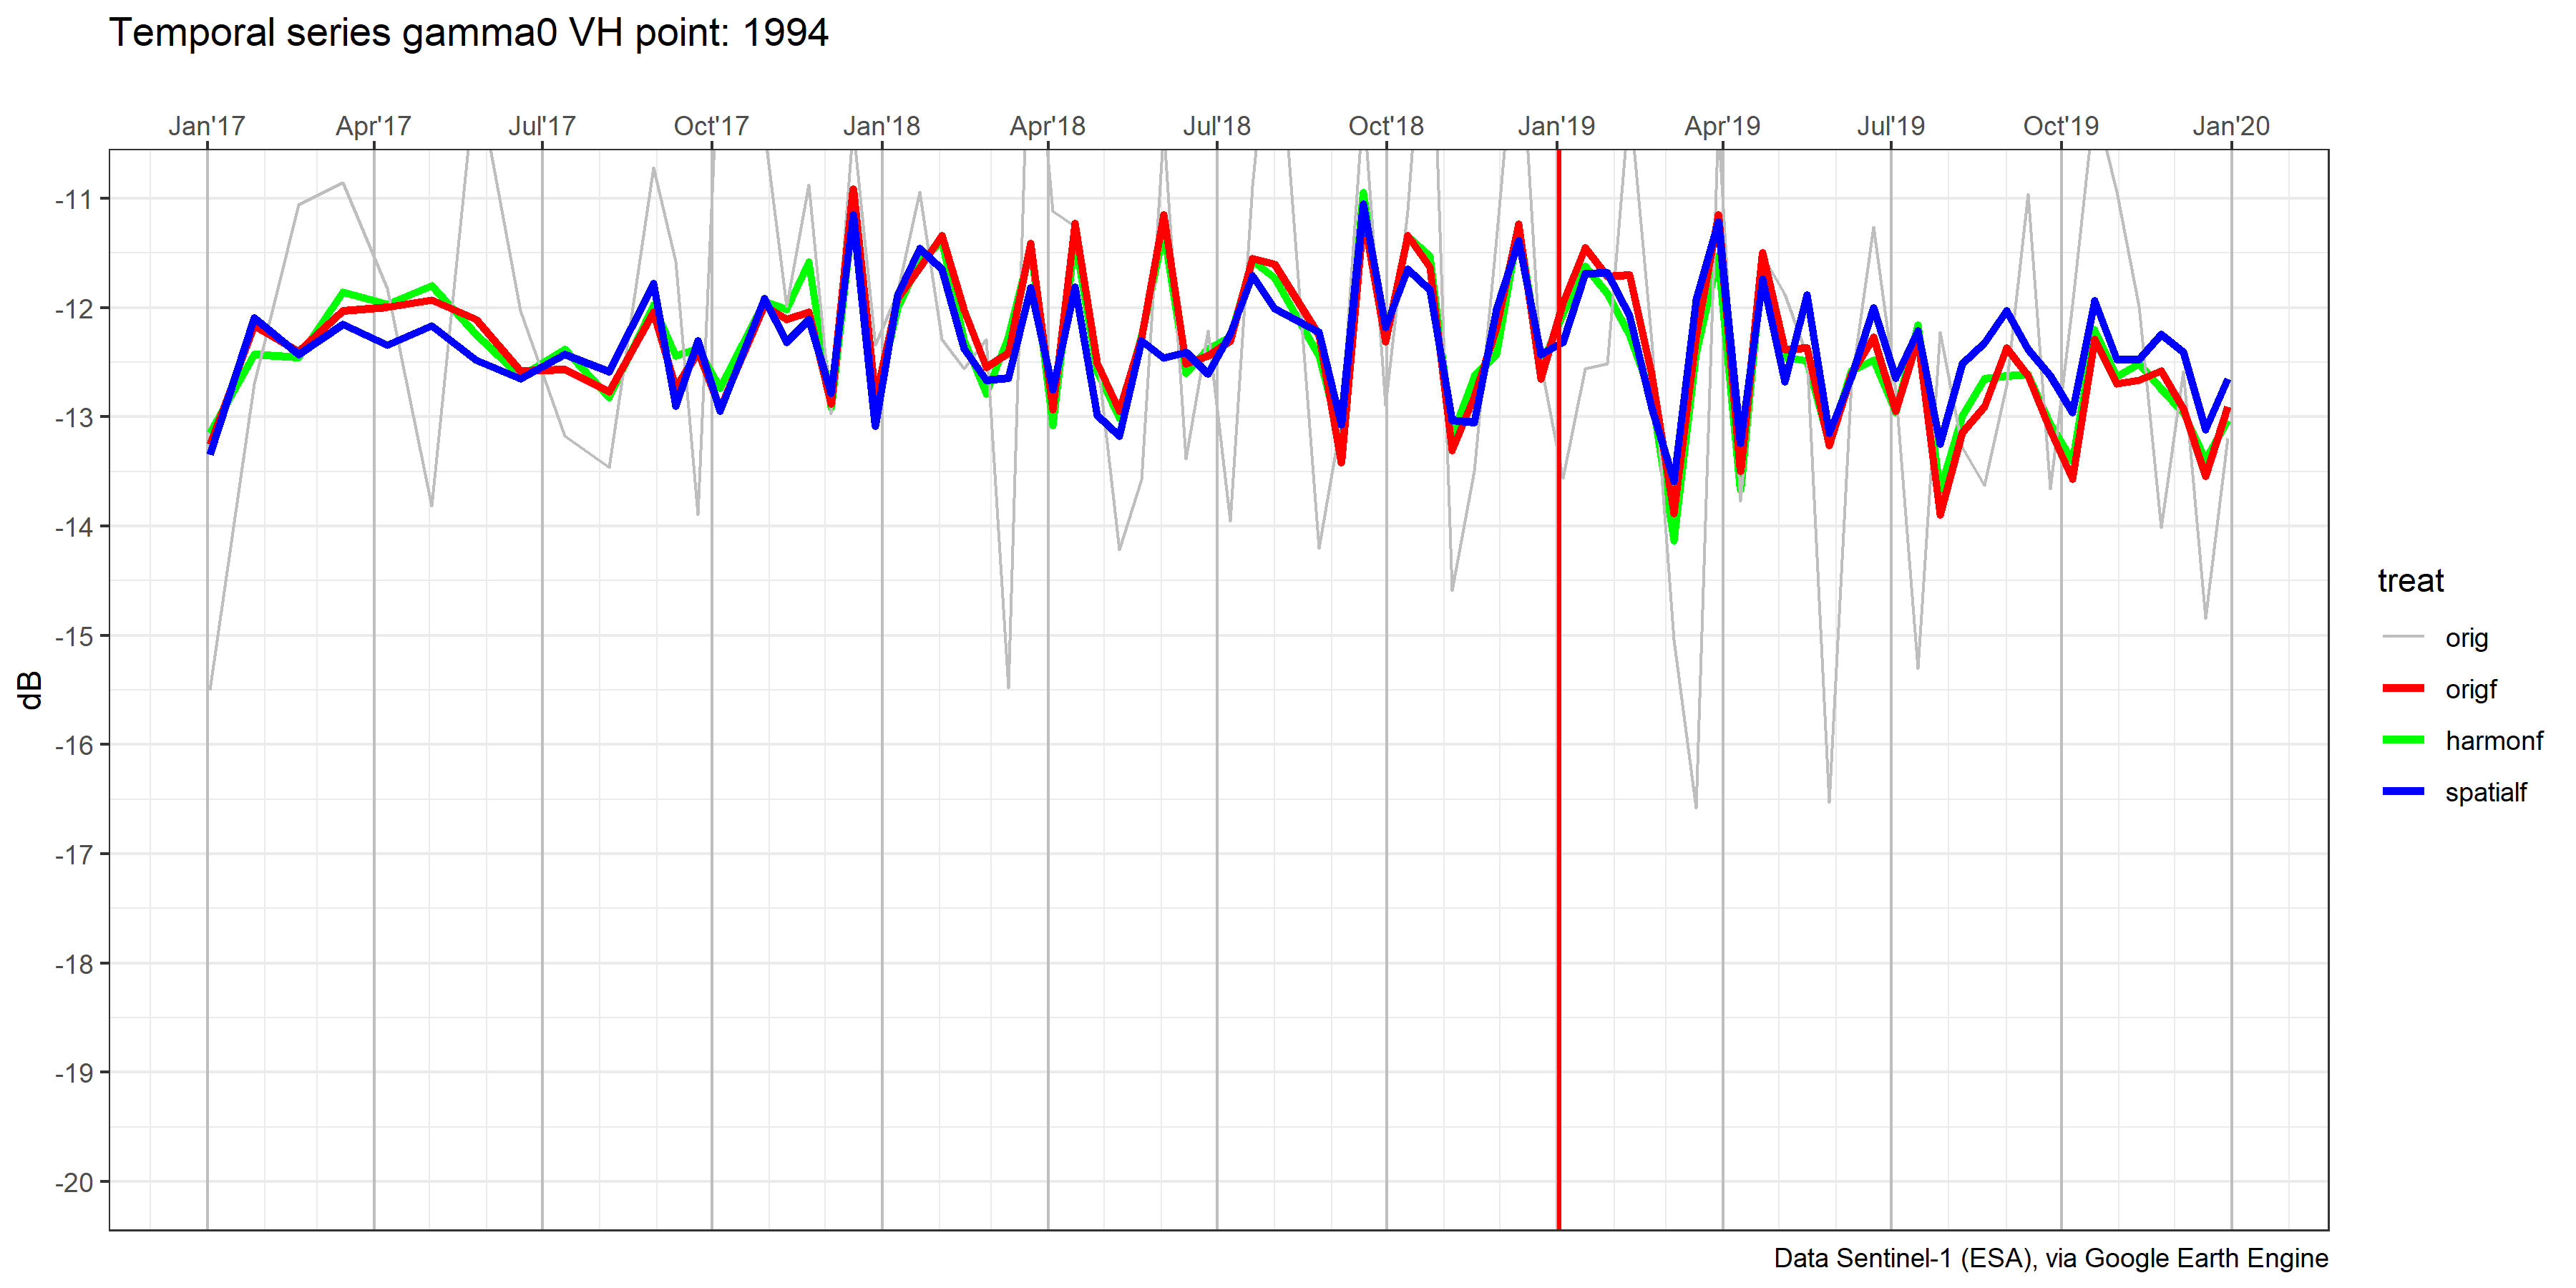 Temporal series gamma0 VH point: 1994
Jan'17 Apr'17 Jul'17 Oct'17 Jan'18 Apr'18 Jul'18 Oct'18 Jan'19 Apr'19 Jul'19 Oct'19 Jan'20
-11
-12
-13
-14
-15
-16
-17
-18
-19
-20
dB
treat
orig
origf
harmonf
spatialf
Data Sentinel-1 (ESA), via Google Earth Engine